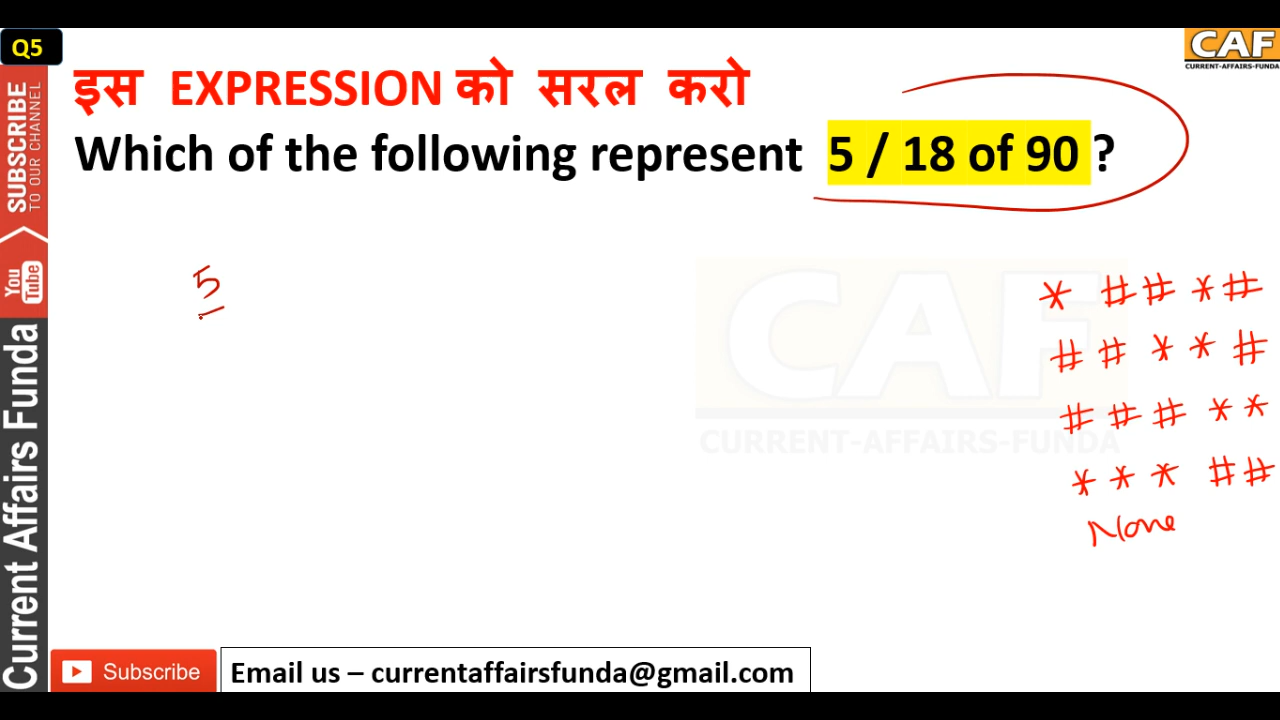 Q5
CAF
CURRENT-AFFAIRS-FUNDA
इस EXPRESSION को सरल करो
Which of the following represent 5 / 18 of 90 ?
SUBSCRIBE
TO OUR CHANNEL
You Tube
Current Affairs Funda
5
* # # * #
# # * * #
# # # * *
* * * # #
None
CAF
CURRENT-AFFAIRS-FUNDA
Subscribe
Email us – currentaffairsfunda@gmail.com